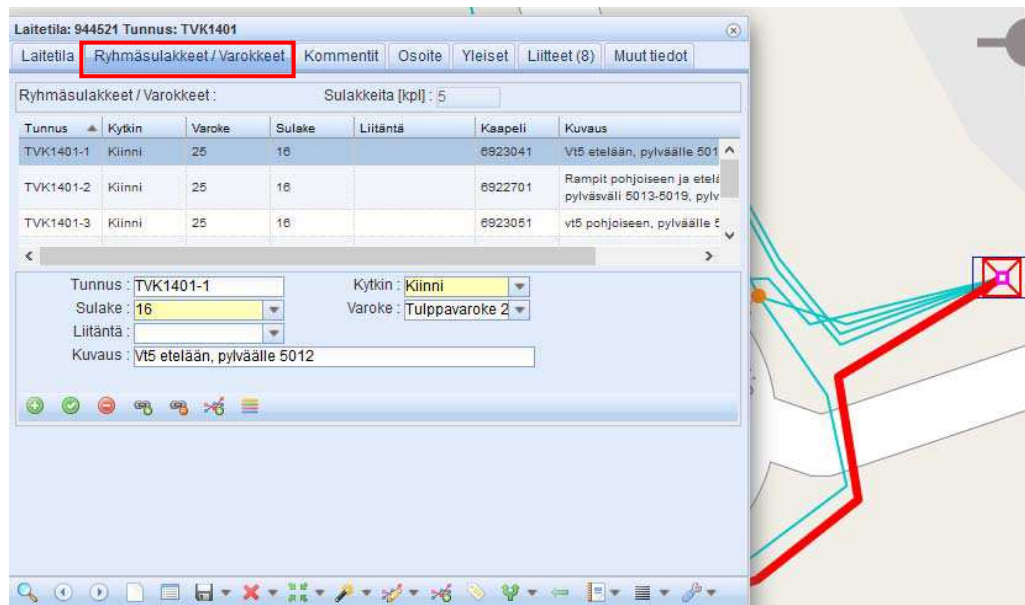 Laitetila: 944521 Tunnus: TVK1401
Laitetila Ryhmäsulakkeet / Varokkeet Kommentit Osoite Yleiset Liitteet (8) Muut tiedot
Ryhmäsulakkeet / Varokkeet : Sulakkeita [kpl] : 5
Tunnus Kytkin Varoke Sulake Liitäntä Kaapeli Kuvaus
TVK1401-1 Kiinni 25 16 6923041 Vt5 etelään, pylväälle 501
TVK1401-2 Kiinni 25 16 6922701 Rampit pohjoiseen ja etelä
pylväsväli 5013-5019, pylv
TVK1401-3 Kiinni 25 16 6923051 vt5 pohjoiseen, pylväälle 5
Tunnus : TVK1401-1 Kytkin : Kiinni
Sulake : 16 Varoke : Tulppavaroke 2
Liitäntä :
Kuvaus : Vt5 etelään, pylväälle 5012